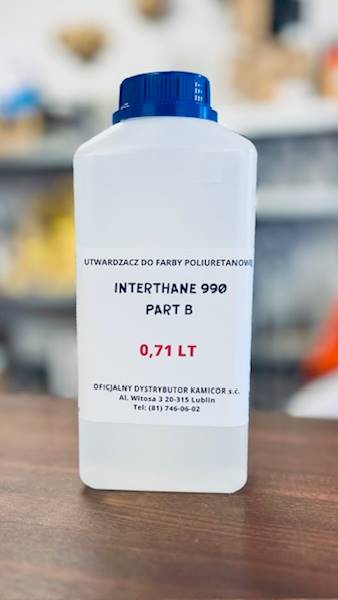 UTWARDZACZ DO FARBY POLIURETANOWEJ
INTERTHANE 990
PART B
0,71 LT
OFICJALNY DYSTRYBUTOR KAMICOR s.c.
Al. Witosa 3 20-315 Lublin
Tel: (81) 746-06-02